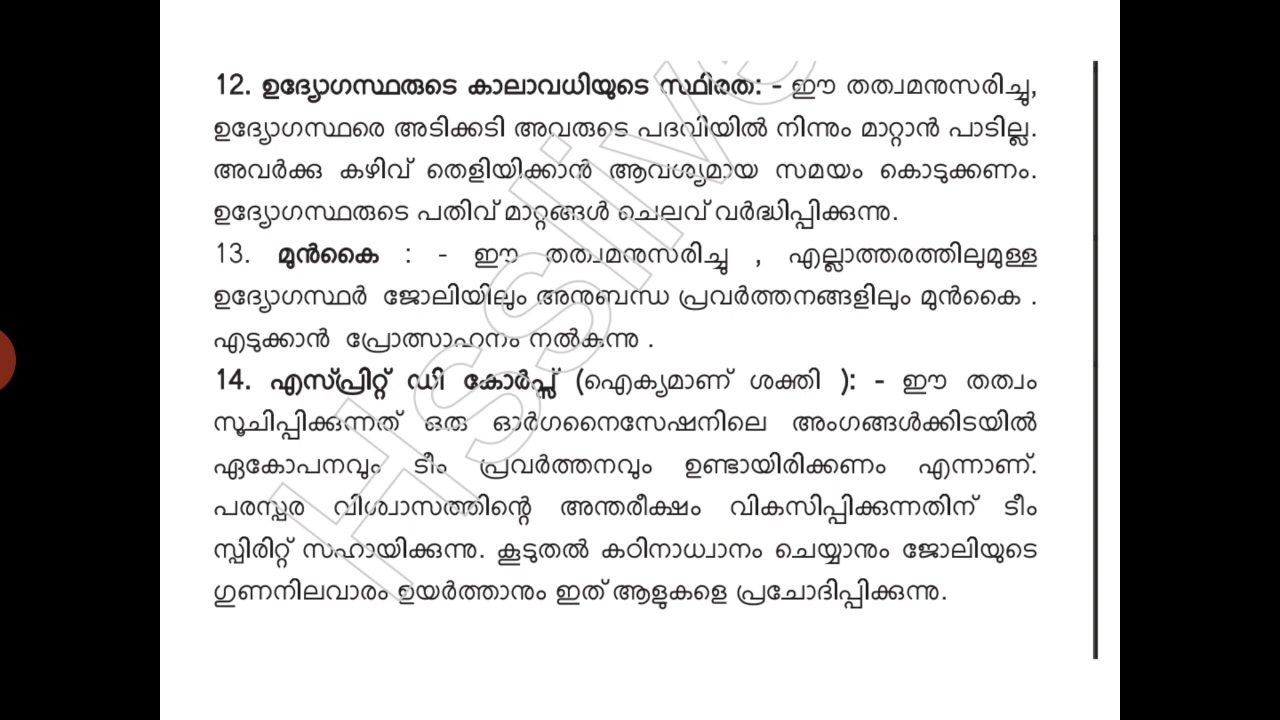 12. ഉദ്യോഗസ്ഥരുടെ കാലാവധിയുടെ സ്ഥിരത: - ഈ തത്വമനുസരിച്ചു,
ഉദ്യോഗസ്ഥരെ അടിക്കടി അവരുടെ പദവിയിൽ നിന്നും മാറ്റാൻ പാടില്ല.
അവർക്കു കഴിവ് തെളിയിക്കാൻ ആവശ്യമായ സമയം കൊടുക്കണം.
ഉദ്യോഗസ്ഥരുടെ പതിവ് മാറ്റങ്ങൾ ചെലവ് വർദ്ധിപ്പിക്കുന്നു.
13. മുൻകൈ : - ഈ തത്വമനുസരിച്ചു , എല്ലാത്തരത്തിലുമുള്ള
ഉദ്യോഗസ്ഥർ ജോലിയിലും അനുബന്ധ പ്രവർത്തനങ്ങളിലും മുൻകൈ .
എടുക്കാൻ പ്രോത്സാഹനം നൽകുന്നു .
14. എസ്പ്രിറ്റ് ഡി കോർപ്സ് (ഐക്യമാണ് ശക്തി ): - ഈ തത്വം
സൂചിപ്പിക്കുന്നത് ഒരു ഓർഗനൈസേഷനിലെ അംഗങ്ങൾക്കിടയിൽ
ഏകോപനവും ടീം പ്രവർത്തനവും ഉണ്ടായിരിക്കണം എന്നാണ്.
പരസ്പര വിശ്വാസത്തിന്റെ അന്തരീക്ഷം വികസിപ്പിക്കുന്നതിന് ടീം
സ്പിരിറ്റ് സഹായിക്കുന്നു. കൂടുതൽ കഠിനാധ്വാനം ചെയ്യാനും ജോലിയുടെ
ഗുണനിലവാരം ഉയർത്താനും ഇത് ആളുകളെ പ്രചോദിപ്പിക്കുന്നു.
Hsslive